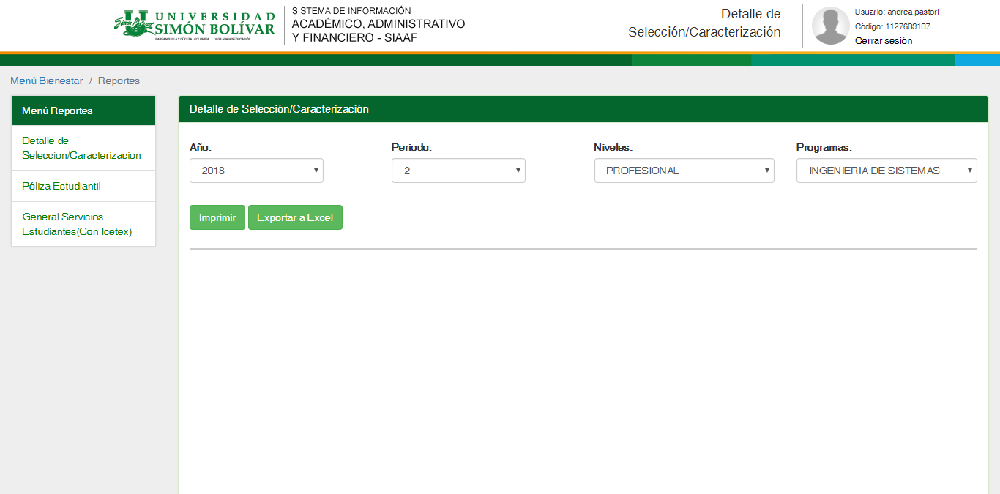 UNIVERSIDAD
SIMÓN BOLÍVAR
BARRANQUILLA Y CÚCUTA - COLOMBIA | VIGILADA MINEDUCACIÓN
SISTEMA DE INFORMACIÓN
ACADÉMICO, ADMINISTRATIVO
Y FINANCIERO - SIAAF
Detalle de
Selección/Caracterización
Usuario: andrea.pastori
Código: 1127603107
Cerrar sesión
Menú Bienestar / Reportes
Menú Reportes
Detalle de
Seleccion/Caracterizacion
Póliza Estudiantil
General Servicios
Estudiantes(Con Icetex)
Detalle de Selección/Caracterización
Año: Periodo: Niveles: Programas:
2018 2 PROFESIONAL INGENIERIA DE SISTEMAS
Imprimir Exportar a Excel